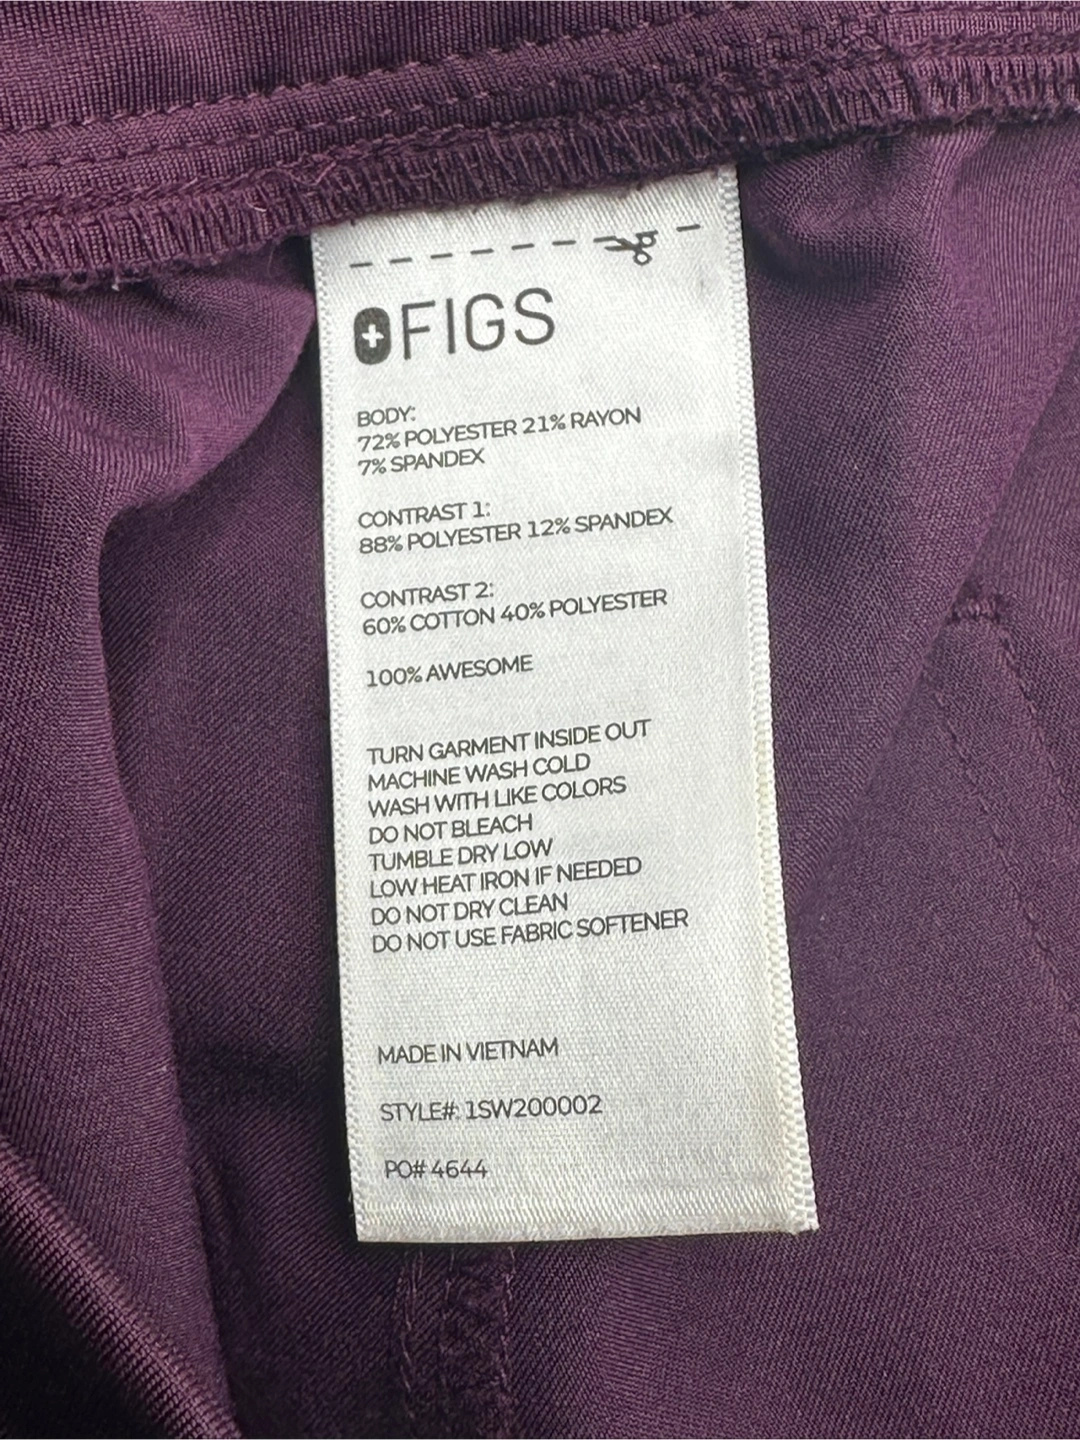 FIGS
BODY:
72% POLYESTER 21% RAYON
7% SPANDEX
CONTRAST 1:
88% POLYESTER 12% SPANDEX
CONTRAST 2:
60% COTTON 40% POLYESTER
100% AWESOME
TURN GARMENT INSIDE OUT
MACHINE WASH COLD
WASH WITH LIKE COLORS
DO NOT BLEACH
TUMBLE DRY LOW
LOW HEAT IRON IF NEEDED
DO NOT DRY CLEAN
DO NOT USE FABRIC SOFTENER
MADE IN VIETNAM
STYLE#: 1SW200002
PO# 4644